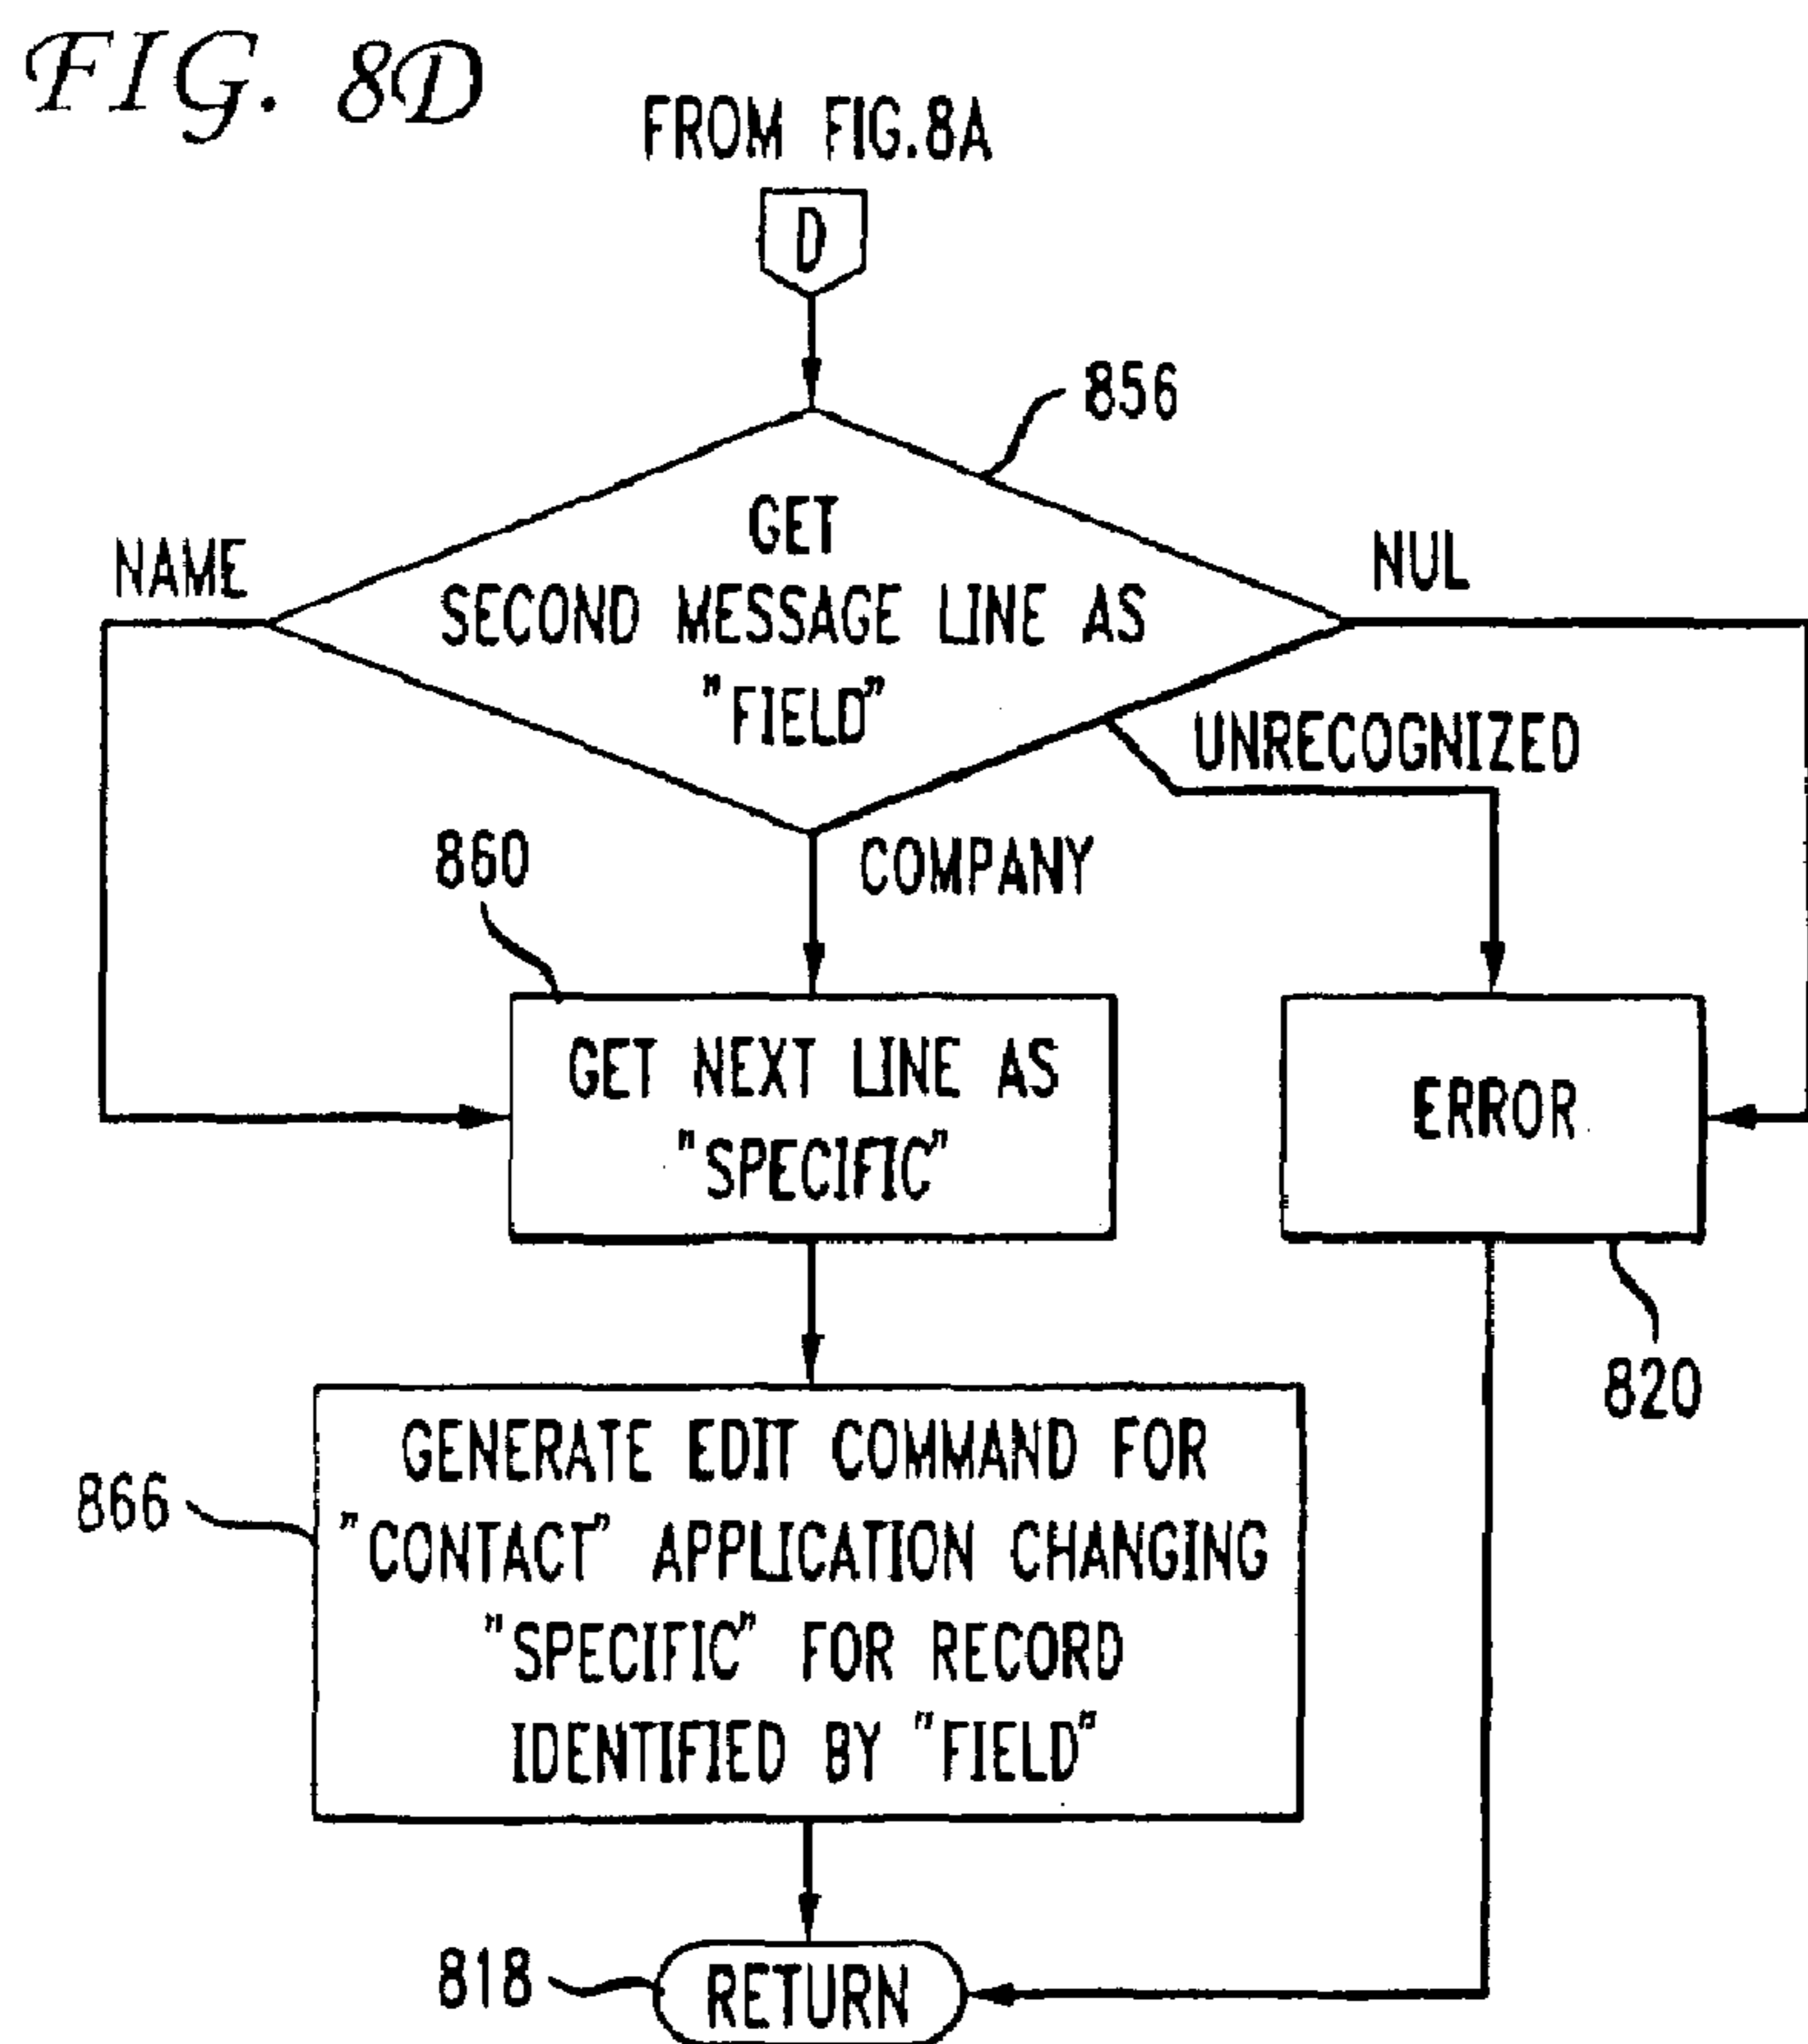 FIG. 8D
FROM FIG.8A
D
856
GET
SECOND MESSAGE LINE AS
"FIELD"
NAME
NUL
UNRECOGNIZED
COMPANY
860
GET NEXT LINE AS
"SPECIFIC"
ERROR
820
GENERATE EDIT COMMAND FOR
"CONTACT" APPLICATION CHANGING
"SPECIFIC" FOR RECORD
IDENTIFIED BY "FIELD"
866
818
RETURN